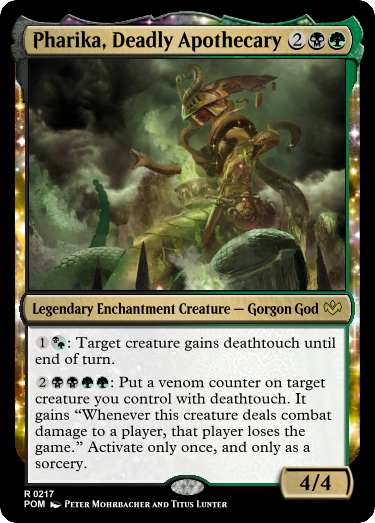 Pharika, Deadly Apothecary 2
Legendary Enchantment Creature — Gorgon God
1: Target creature gains deathtouch until
end of turn.
2: Put a venom counter on target
creature you control with deathtouch. It
gains “Whenever this creature deals combat
damage to a player, that player loses the
game.” Activate only once, and only as a
sorcery.
4/4
R 0217
POM Peter Mohrbacher and Titus Lunter